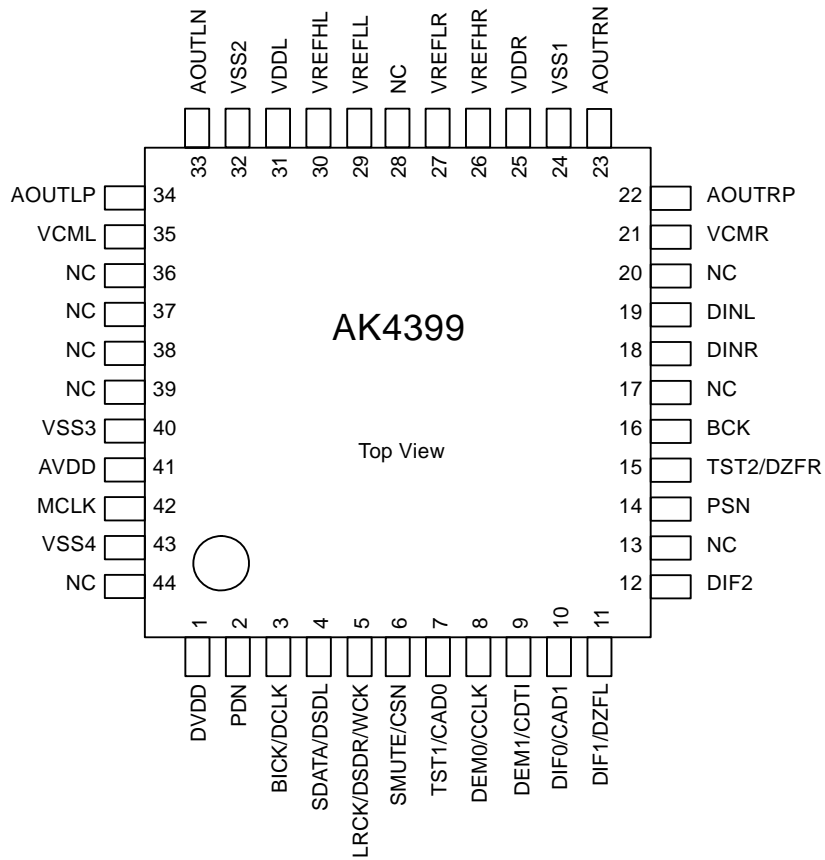 AOUTLN
VSS2
VDDL
VREFHL
VREFLL
NC
VREFLR
VREFHR
VDDR
VSS1
AOUTRN
33
32
31
30
29
28
27
26
25
24
23
AOUTLP 34
VCML 35
NC 36
NC 37
NC 38
NC 39
VSS3 40
AVDD 41
MCLK 42
VSS4 43
NC 44
AK4399
Top View
22 AOUTRP
21 VCMR
20 NC
19 DINL
18 DINR
17 NC
16 BCK
15 TST2/DZFR
14 PSN
13 NC
12 DIF2
1
2
3
4
5
6
7
8
9
10
11
DVDD
PDN
BICK/DCLK
SDATA/DSDL
LRCK/DSDR/WCK
SMUTE/CSN
TST1/CAD0
DEM0/CCLK
DEM1/CDTI
DIF0/CAD1
DIF1/DZFL